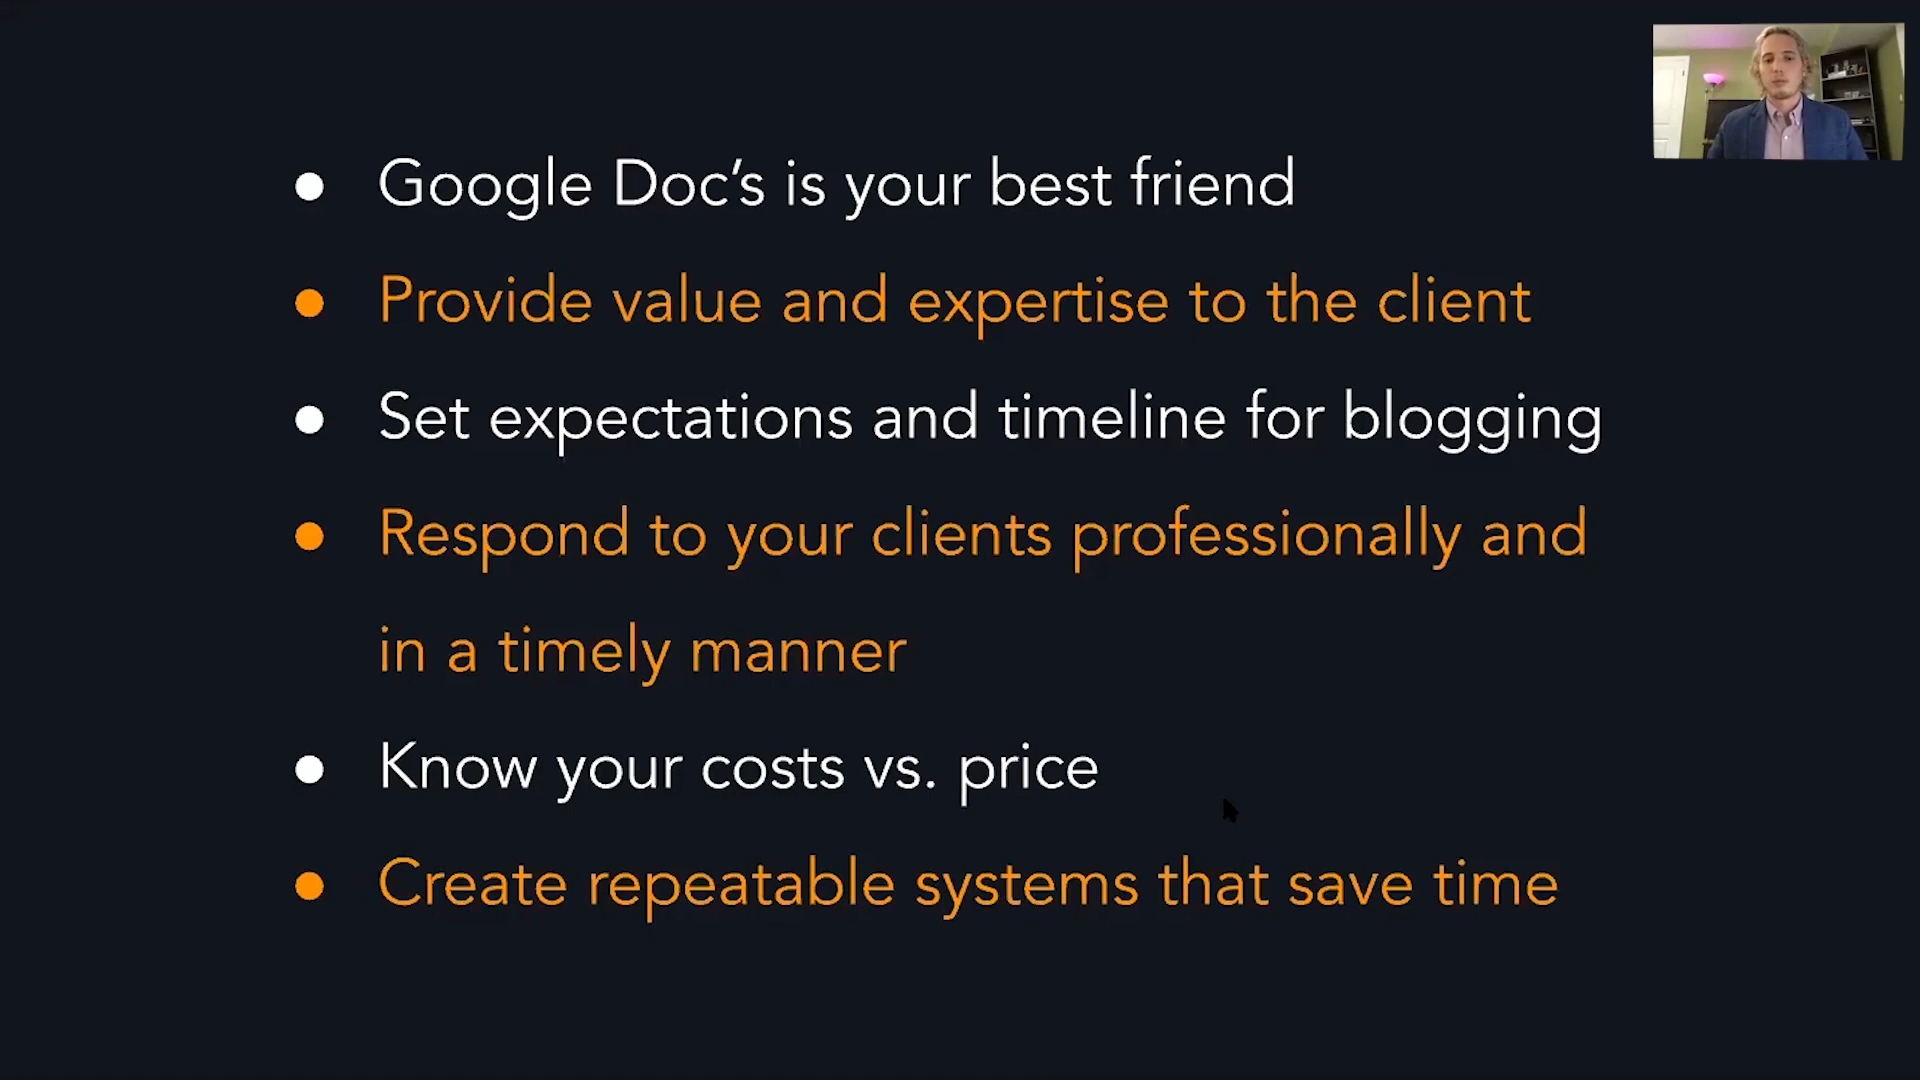 ● Google Doc’s is your best friend
● Provide value and expertise to the client
● Set expectations and timeline for blogging
● Respond to your clients professionally and
in a timely manner
● Know your costs vs. price
● Create repeatable systems that save time